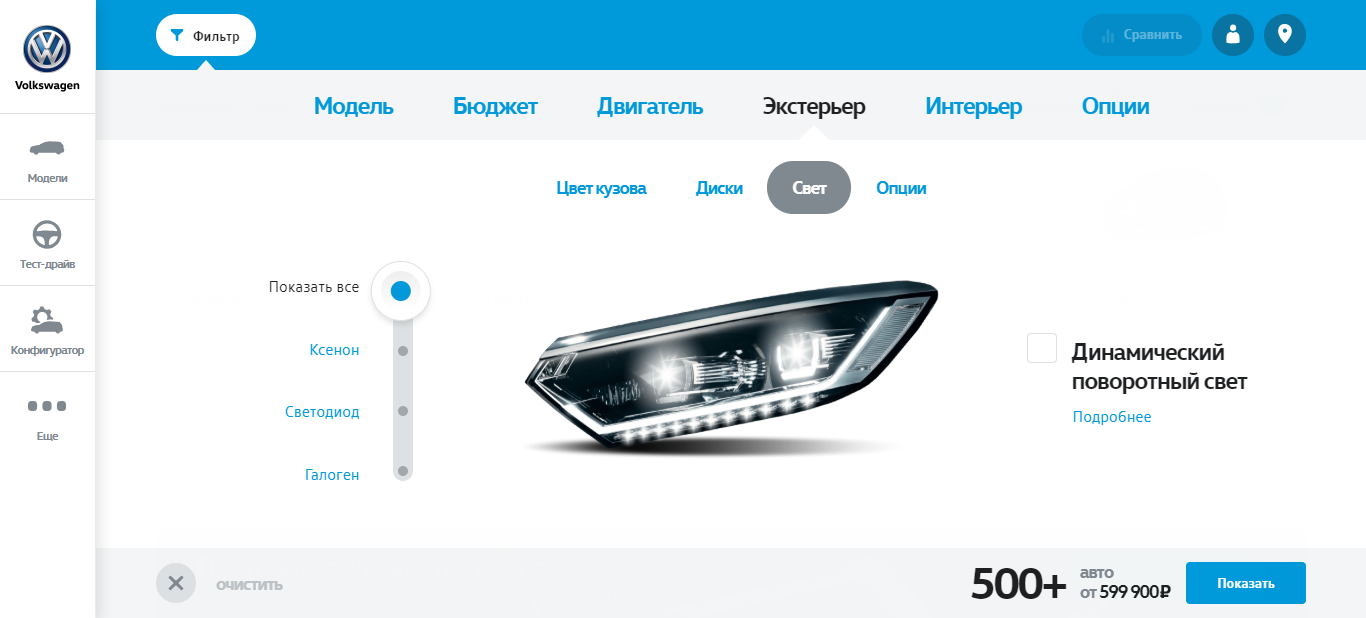 Фильтр
Сравнить
Volkswagen
Модель
Бюджет
Двигатель
Экстерьер
Интерьер
Опции
Модели
Тест-драйв
Конфигуратор
Еще
Цвет кузова
Диски
Свет
Опции
Показать все
Ксенон
Светодиод
Галоген
Динамический
поворотный свет
Подробнее
очистить
500+
авто
от 599 900₽
Показать